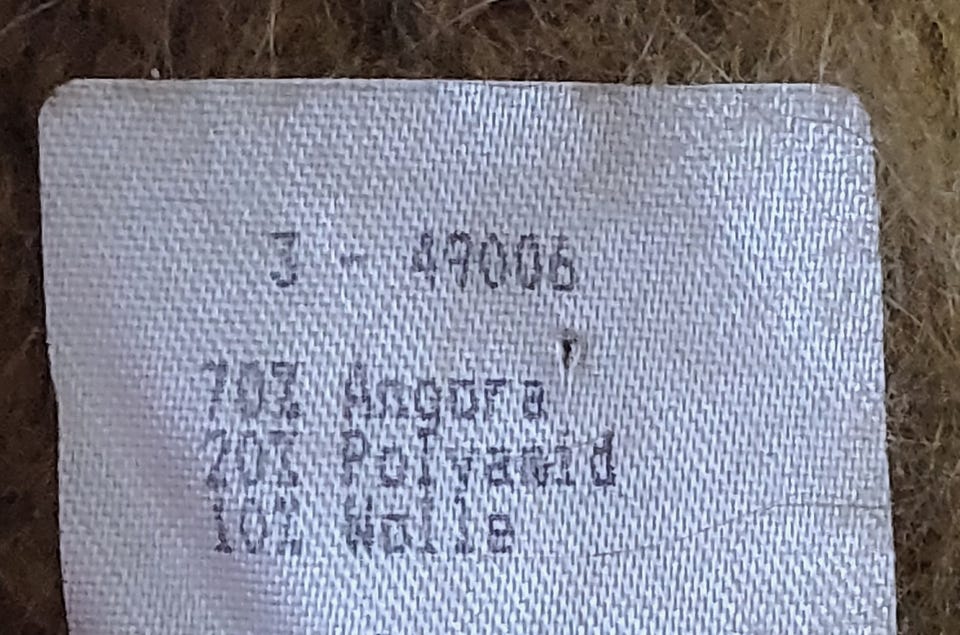 3 - 49006
70% Angora
20% Polyamid
10% Wolle